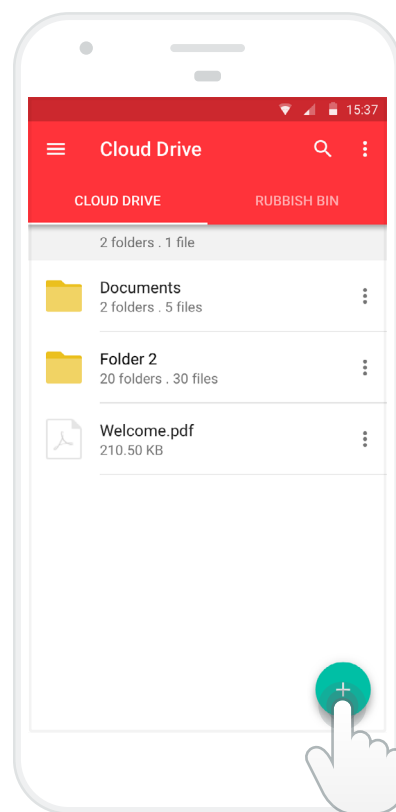 15:37
Cloud Drive
CLOUD DRIVE RUBBISH BIN
2 folders . 1 file
Documents
2 folders . 5 files
Folder 2
20 folders . 30 files
Welcome.pdf
210.50 KB